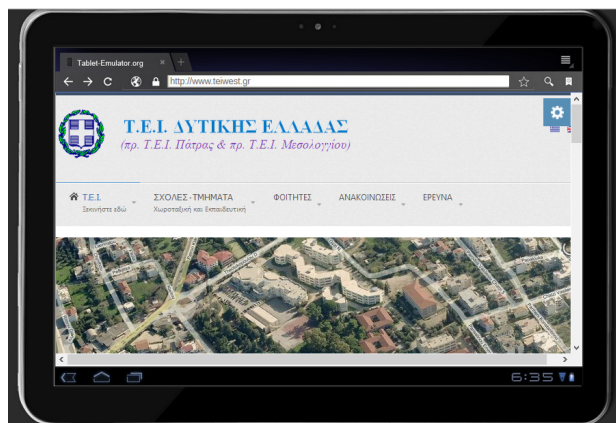 Tablet-Emulator.org
http://www.teiwest.gr
Τ.Ε.Ι. ΔΥΤΙΚΗΣ ΕΛΛΑΔΑΣ
(πρ. Τ.Ε.Ι. Πάτρας & πρ. Τ.Ε.Ι. Μεσολογγίου)
Τ.Ε.Ι. ΣΧΟΛΕΣ-ΤΜΗΜΑΤΑ ΦΟΙΤΗΤΕΣ ΑΝΑΚΟΙΝΩΣΕΙΣ ΕΡΕΥΝΑ
Ξεκινήστε εδώ Χωροταξική και Εκπαιδευτική
6:35